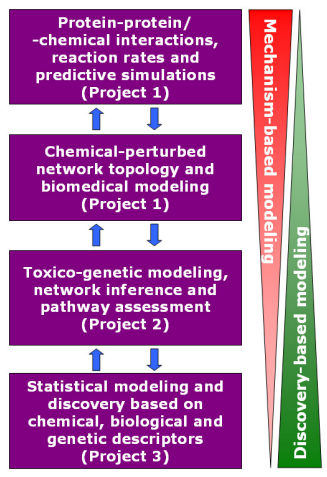 Protein-protein/
-chemical interactions,
reaction rates and
predictive simulations
(Project 1)
Chemical-perturbed
network topology and
biomedical modeling
(Project 1)
Toxico-genetic modeling,
network inference and
pathway assessment
(Project 2)
Statistical modeling and
discovery based on
chemical, biological and
genetic descriptors
(Project 3)
Mechanism-based modeling
Discovery-based modeling